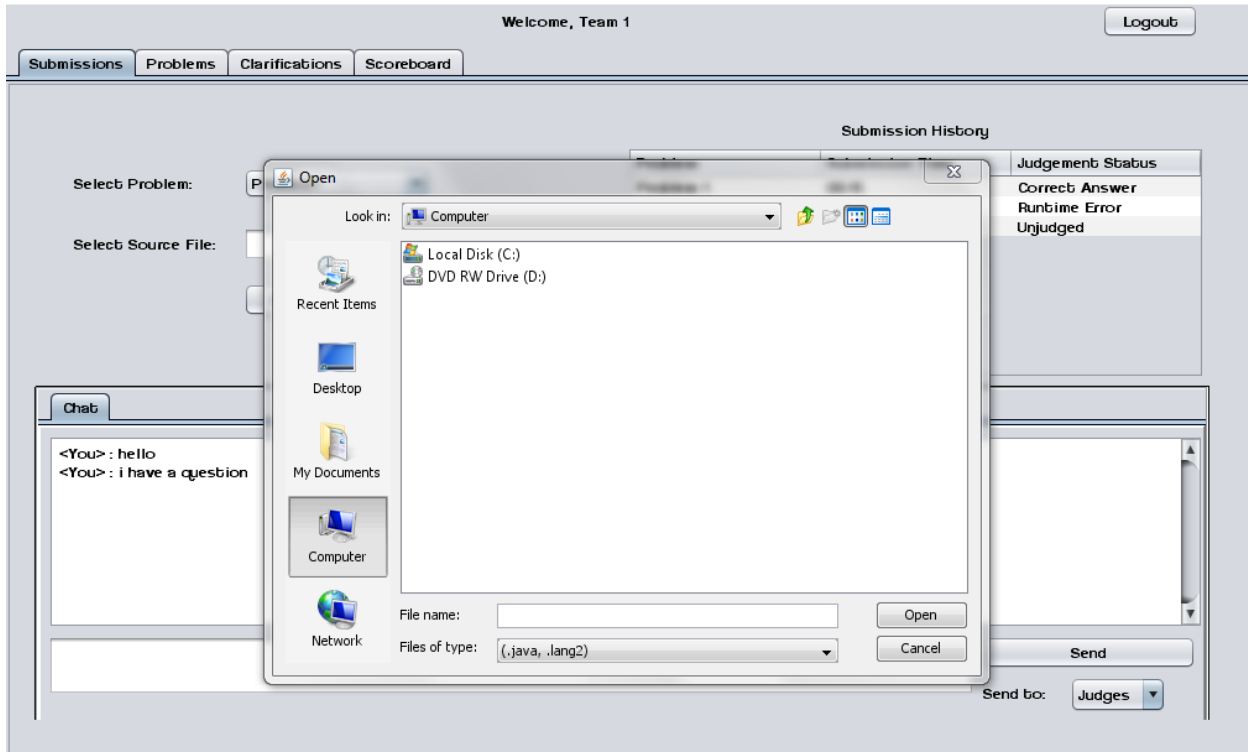 Welcome, Team 1
Logout
Submissions
Problems
Clarifications
Scoreboard
Submission History
Judgement Status
Correct Answer
Runtime Error
Unjudged
Select Problem:
P
Select Source File:
Open
Look in:
Computer
Local Disk (C:)
DVD RW Drive (D:)
Recent Items
Desktop
My Documents
Computer
Network
File name:
Open
Files of type:
(.java, .lang2)
Cancel
Chat
<You> : hello
<You> : i have a question
Send
Send to:
Judges